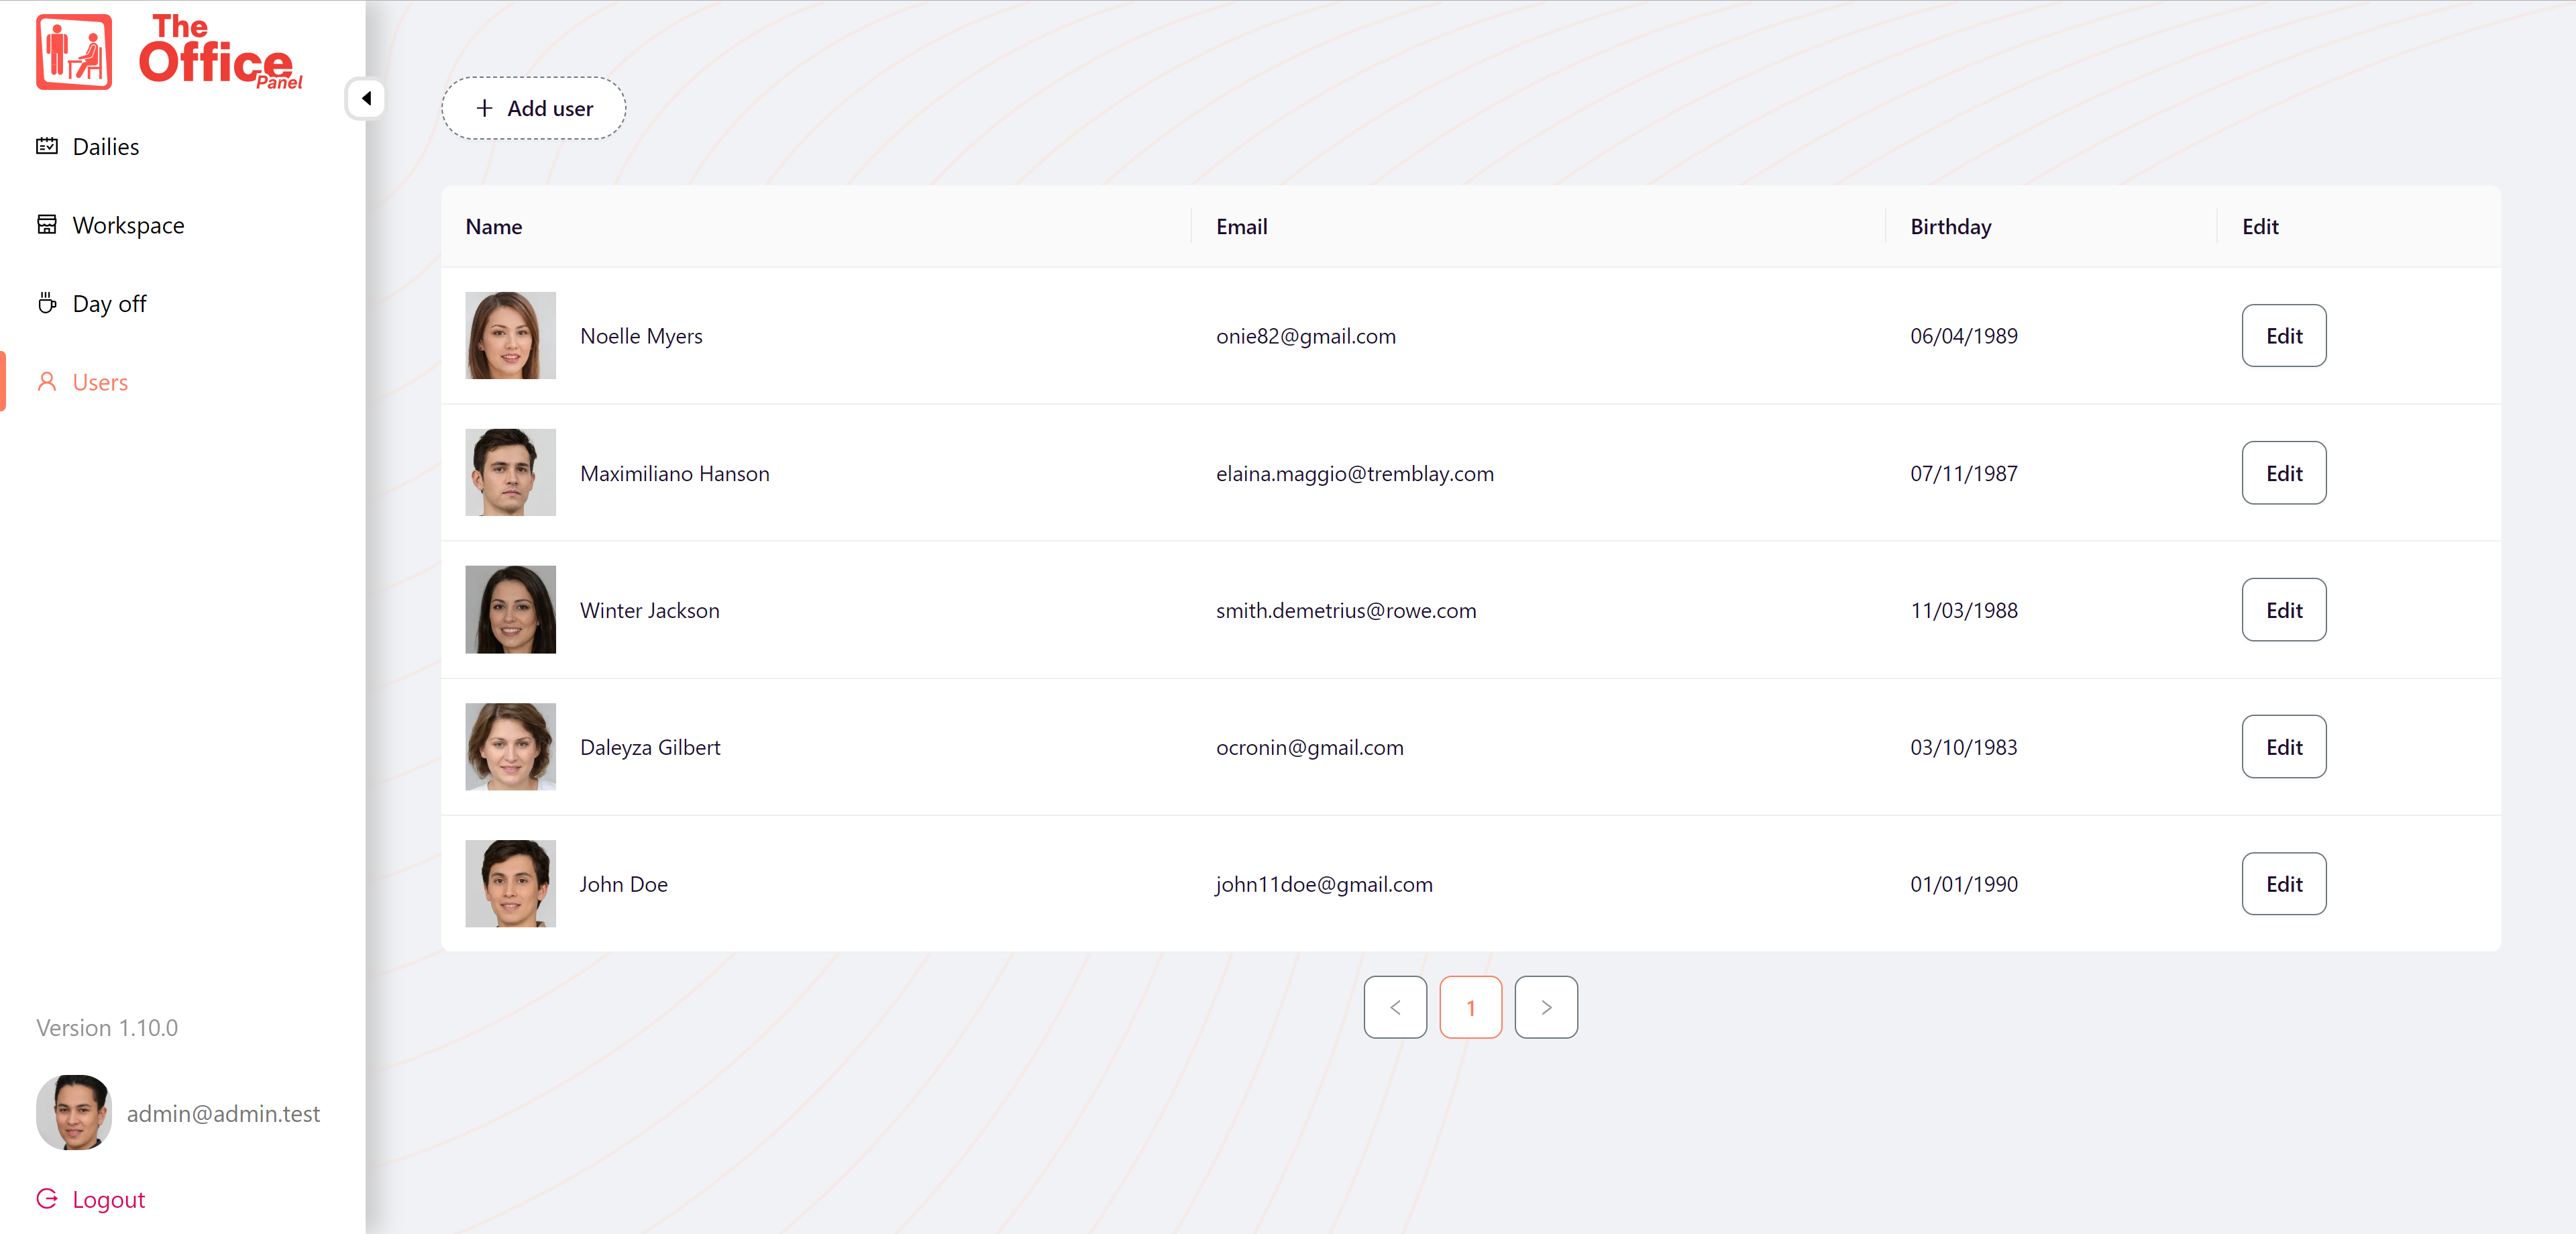 The
Office
Panel
Dailies
Workspace
Day off
Users
Version 1.10.0
admin@admin.test
Logout
+ Add user
Name Email Birthday Edit
Noelle Myers onie82@gmail.com 06/04/1989 Edit
Maximiliano Hanson elaina.maggio@tremblay.com 07/11/1987 Edit
Winter Jackson smith.demetrius@rowe.com 11/03/1988 Edit
Daleyza Gilbert ocronin@gmail.com 03/10/1983 Edit
John Doe john11doe@gmail.com 01/01/1990 Edit
< 1 >